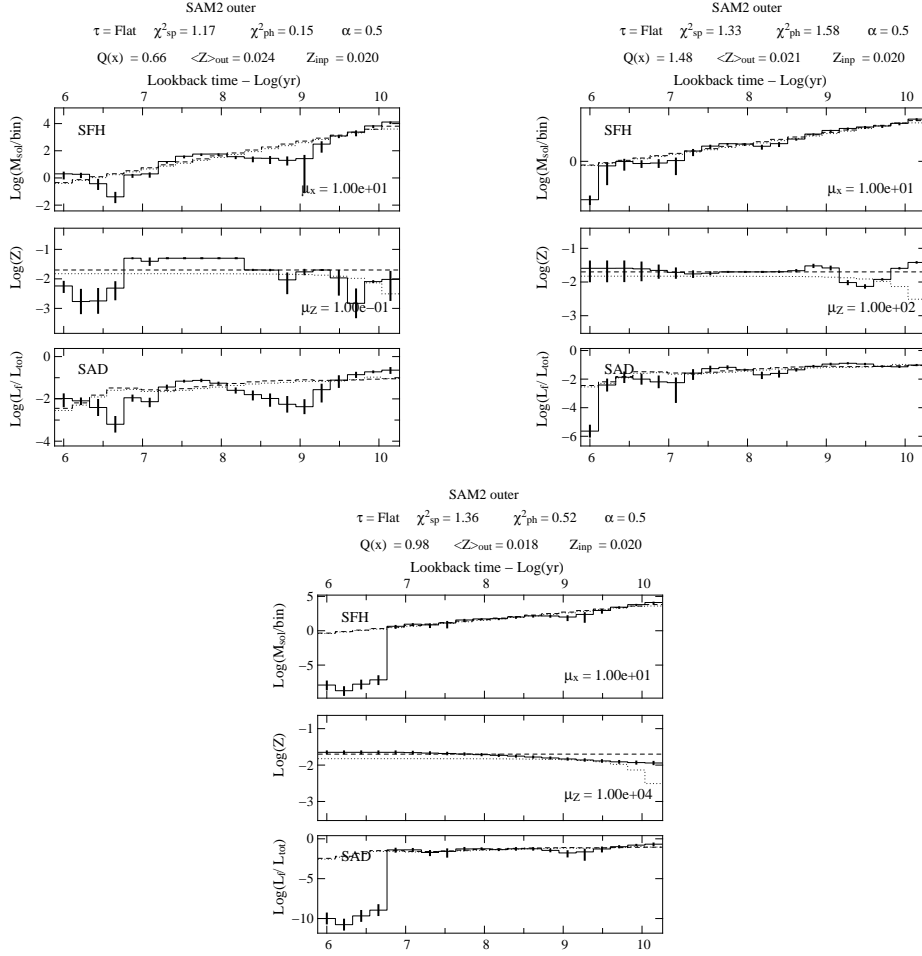 SAM2 outer
τ = Flat χ²sp = 1.17 χ²ph = 0.15 α = 0.5
Q(x) = 0.66 <Z>out = 0.024 Zinp = 0.020
Lookback time − Log(yr)
6 7 8 9 10
Log(Msol/bin)
4
2
0
−2
SFH
μx = 1.00e+01
Log(Z)
−1
−2
−3
μZ = 1.00e−01
Log(Lf/ Ltot)
0
−2
−4
SAD
6 7 8 9 10
SAM2 outer
τ = Flat χ²sp = 1.33 χ²ph = 1.58 α = 0.5
Q(x) = 1.48 <Z>out = 0.021 Zinp = 0.020
Lookback time − Log(yr)
6 7 8 9 10
Log(Msol/bin)
0
SFH
μx = 1.00e+01
Log(Z)
−1
−2
−3
μZ = 1.00e+02
Log(Lf/ Ltot)
0
−2
−4
−6
SAD
6 7 8 9 10
SAM2 outer
τ = Flat χ²sp = 1.36 χ²ph = 0.52 α = 0.5
Q(x) = 0.98 <Z>out = 0.018 Zinp = 0.020
Lookback time − Log(yr)
6 7 8 9 10
Log(Msol/bin)
5
0
−5
SFH
μx = 1.00e+01
Log(Z)
−1
−2
−3
μZ = 1.00e+04
Log(Lf/ Ltot)
0
−5
−10
SAD
6 7 8 9 10